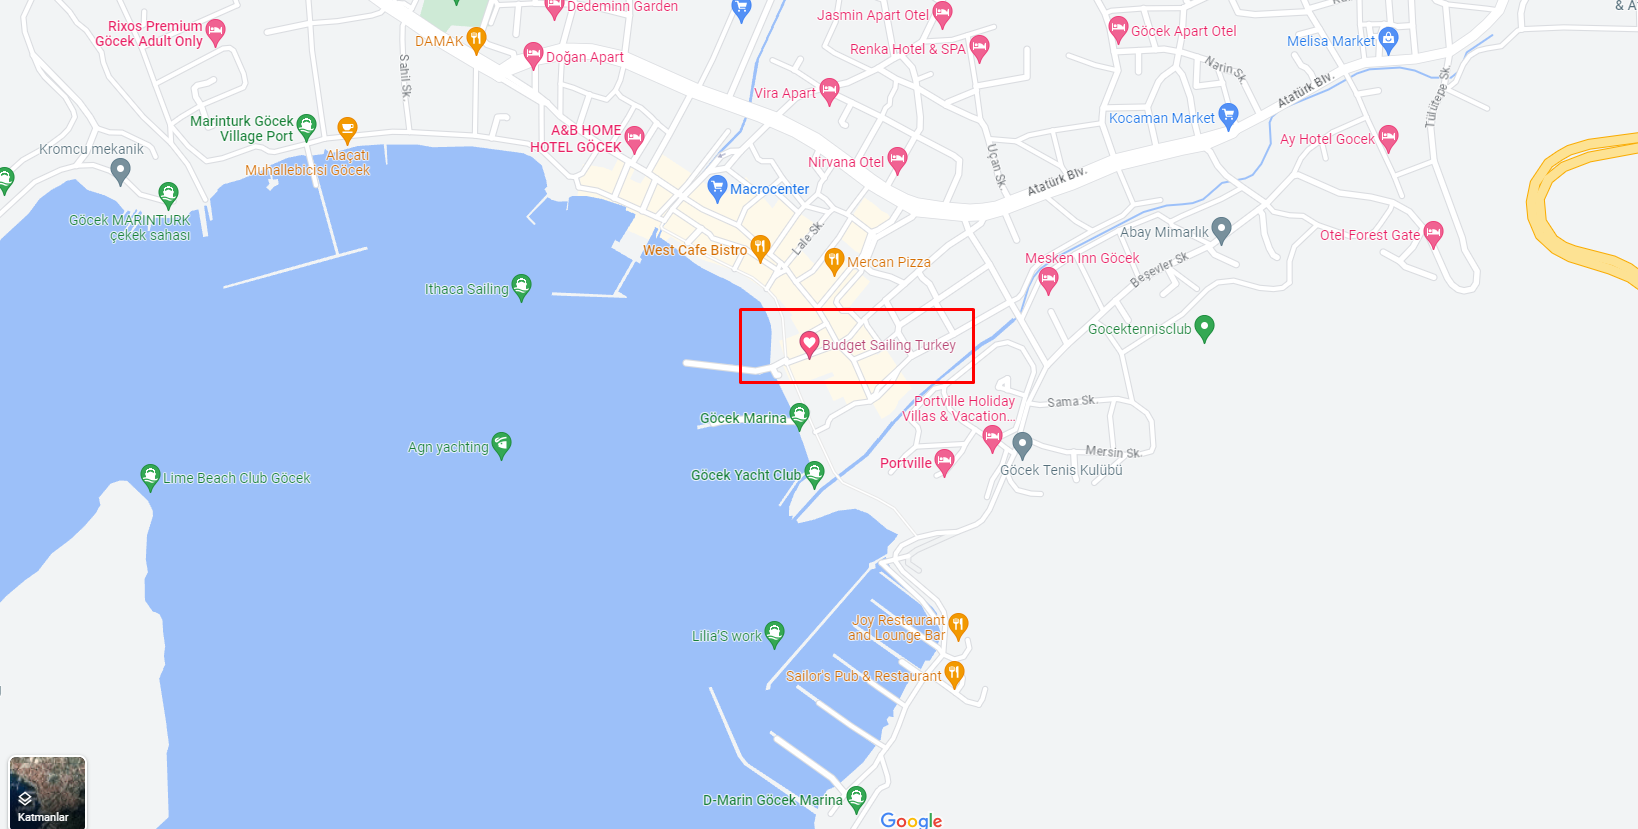 Dedeminn Garden
Jasmin Apart Otel
& A
Rixos Premium
Göcek Adult Only
DAMAK
Göcek Apart Otel
Renka Hotel & SPA
Melisa Market
Doğan Apart
Narin Sk.
Sahil Sk.
Vira Apart
Atatürk Blv.
Tülütepe Sk.
Marinturk Göcek
Village Port
Kocaman Market
A&B HOME
HOTEL GÖCEK
Ay Hotel Gocek
Kromcu mekanik
Alaçatı
Muhallebicisi Göcek
Nirvana Otel
Uçan Sk.
Atatürk Blv.
Macrocenter
Göcek MARINTURK
çekek sahası
Lale Sk.
Abay Mimarlık
Otel Forest Gate
West Cafe Bistro
Mercan Pizza
Mesken Inn Göcek
Beşevler Sk
Ithaca Sailing
Gocektennisclub
Budget Sailing Turkey
Portville Holiday
Villas & Vacation...
Sama Sk.
Göcek Marina
Agn yachting
Mersin Sk.
Portville
Göcek Tenis Kulübü
Göcek Yacht Club
Lime Beach Club Göcek
Joy Restaurant
and Lounge Bar
Lilia'S work
Sailor's Pub & Restaurant
D-Marin Göcek Marina
Katmanlar
Google